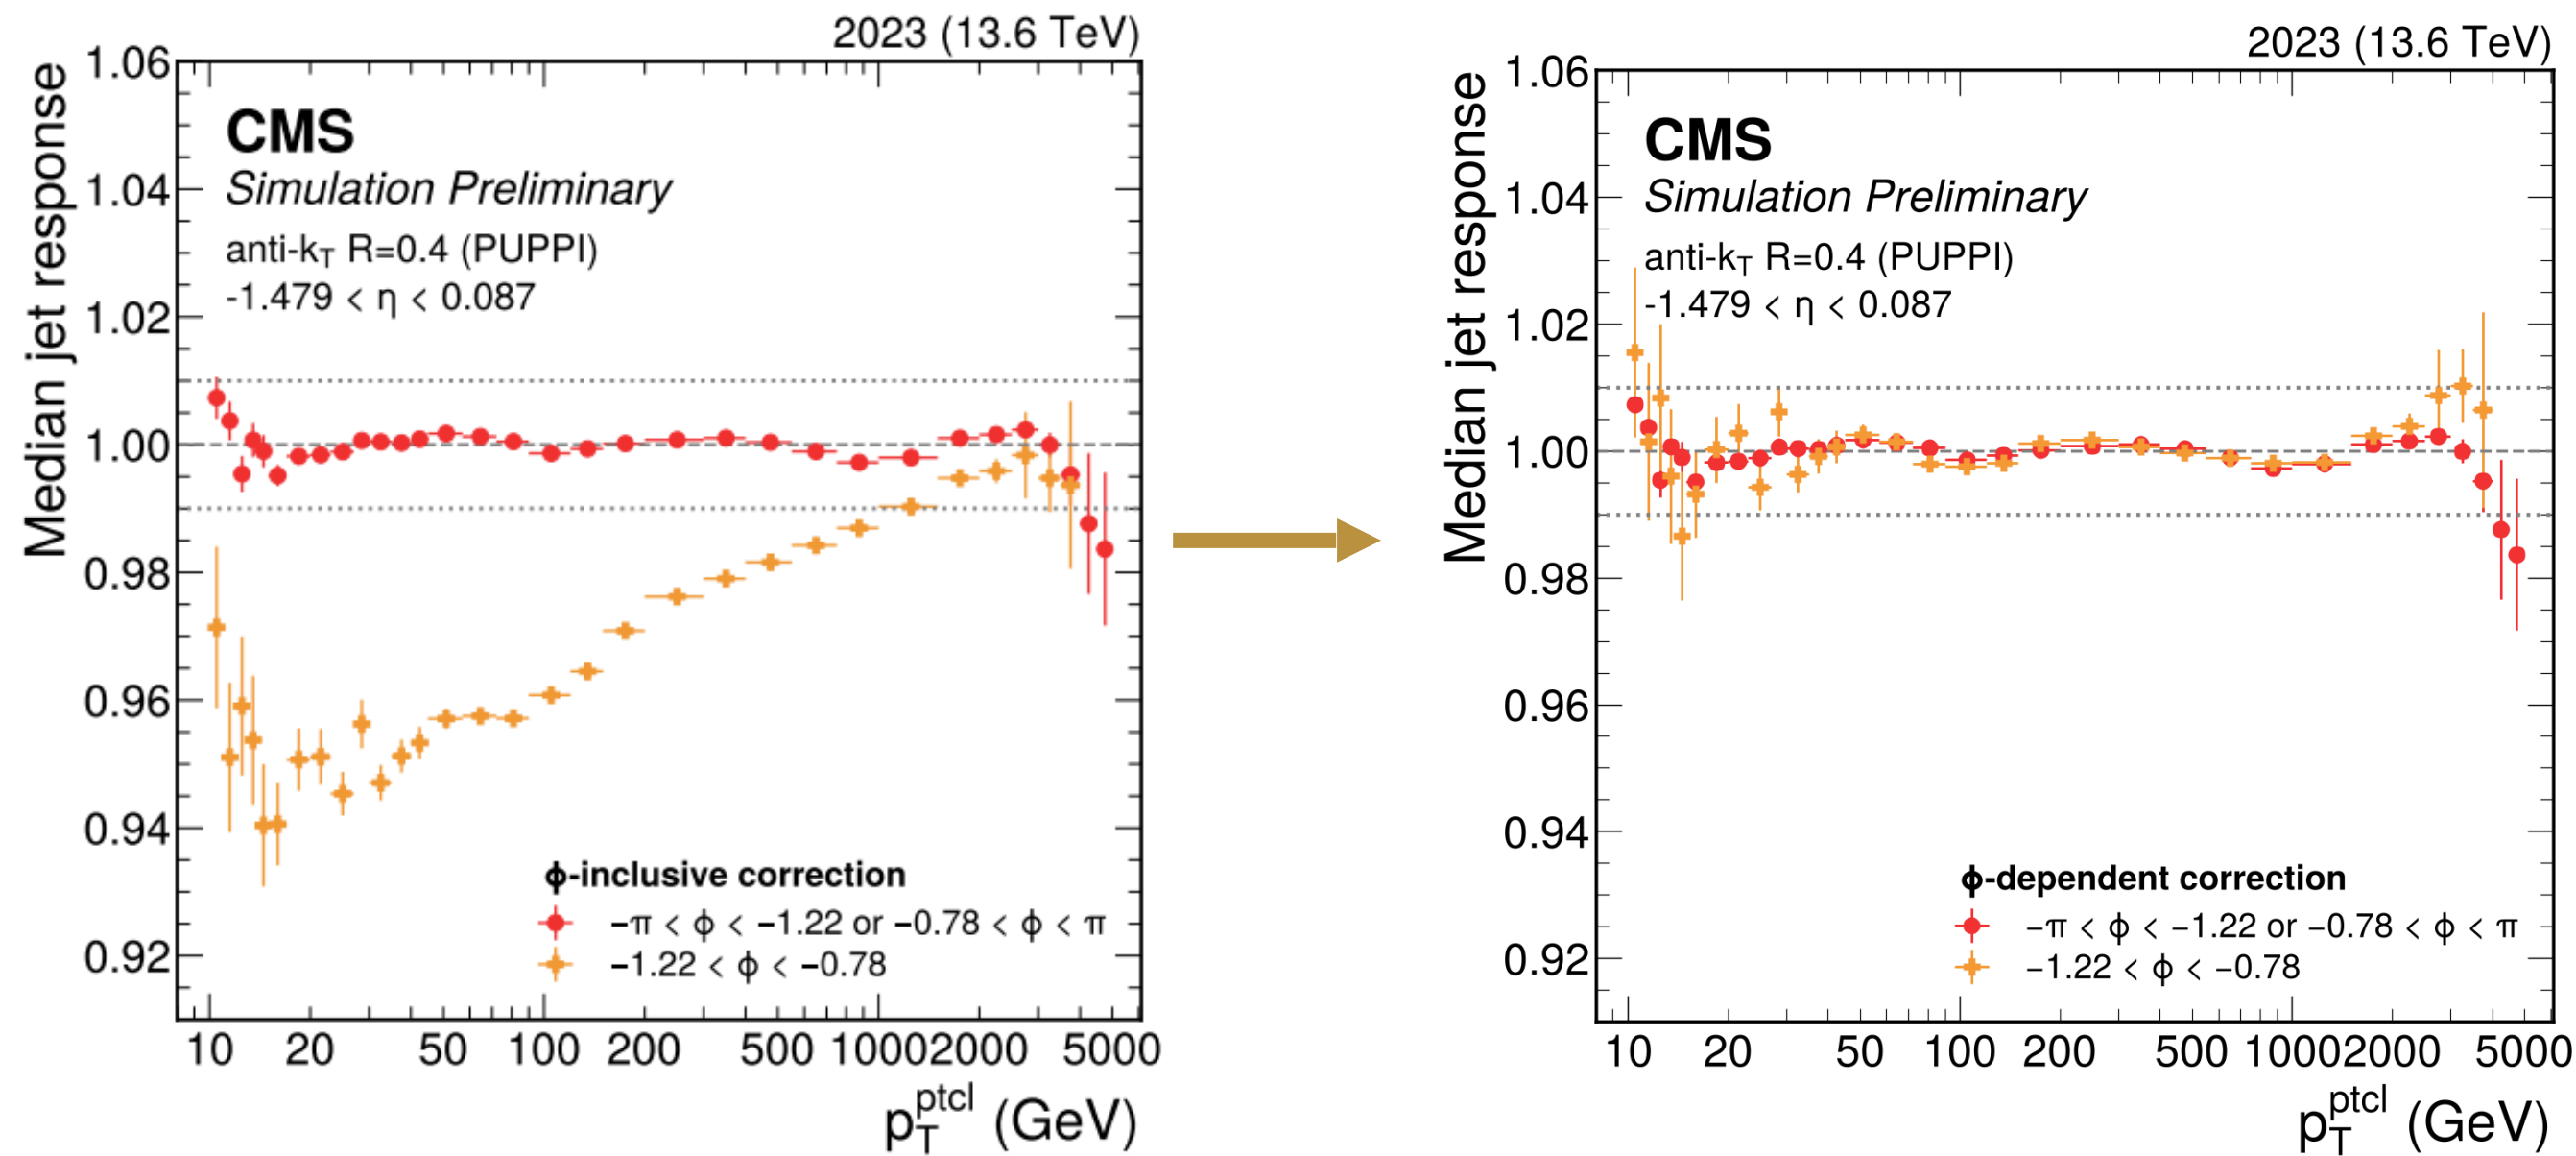 2023 (13.6 TeV)
Median jet response
1.06
1.04
1.02
1.00
0.98
0.96
0.94
0.92
CMS
Simulation Preliminary
anti-kT R=0.4 (PUPPI)
-1.479 < η < 0.087
ϕ-inclusive correction
−π < ϕ < −1.22 or −0.78 < ϕ < π
−1.22 < ϕ < −0.78
10 20 50 100 200 500 1000 2000 5000
pT ptcl (GeV)
2023 (13.6 TeV)
Median jet response
1.06
1.04
1.02
1.00
0.98
0.96
0.94
0.92
CMS
Simulation Preliminary
anti-kT R=0.4 (PUPPI)
-1.479 < η < 0.087
ϕ-dependent correction
−π < ϕ < −1.22 or −0.78 < ϕ < π
−1.22 < ϕ < −0.78
10 20 50 100 200 500 1000 2000 5000
pT ptcl (GeV)